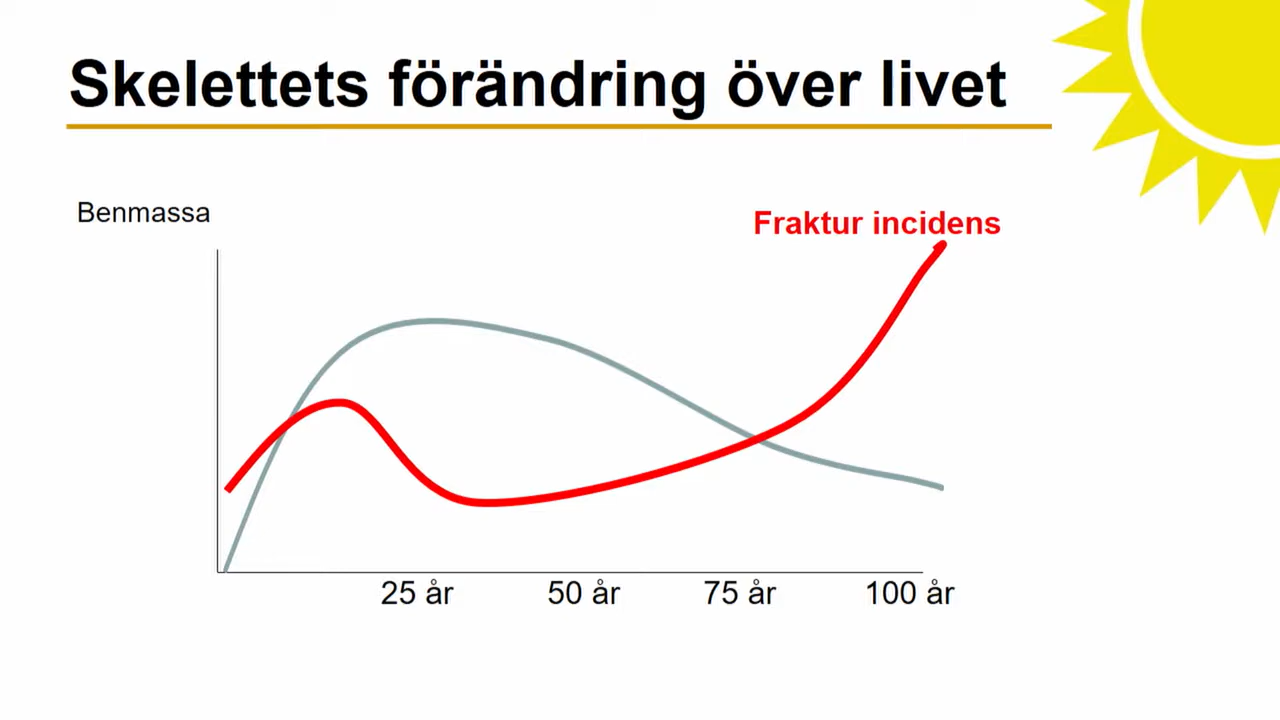 Skelettets förändring över livet
Benmassa
Fraktur incidens
25 år 50 år 75 år 100 år